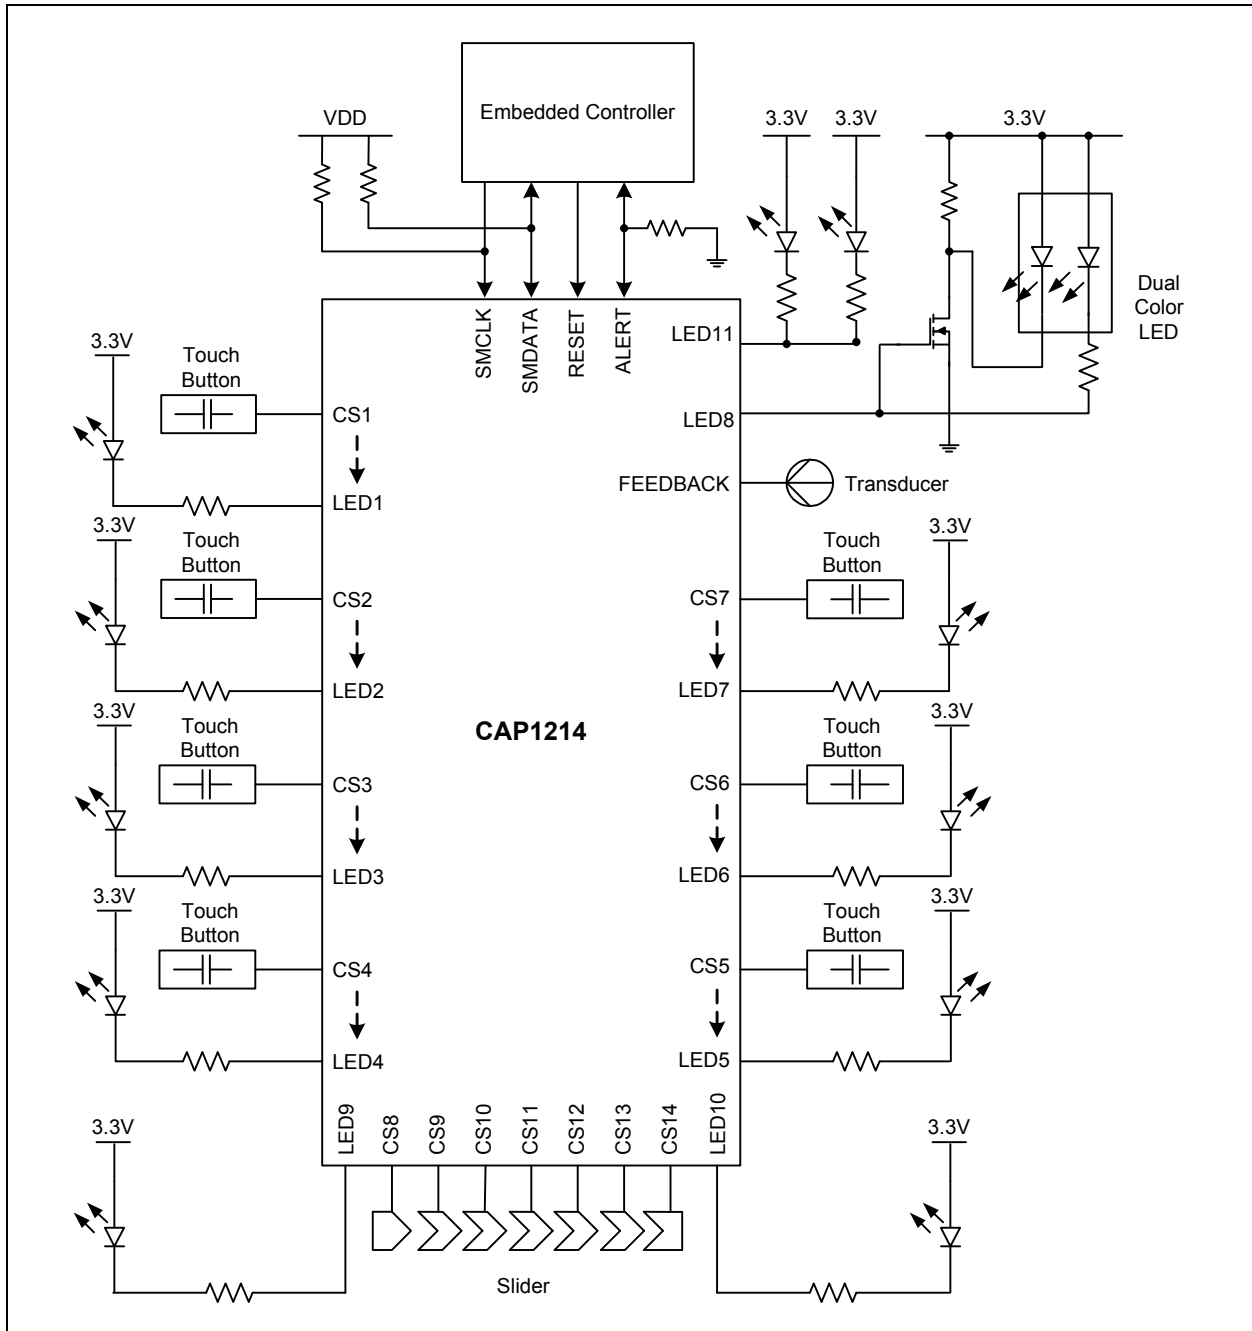 Embedded Controller
VDD
3.3V
3.3V
3.3V
Dual
Color
LED
SMCLK
SMDATA
RESET
ALERT
LED11
LED8
FEEDBACK
Transducer
3.3V
Touch
Button
CS1
LED1
3.3V
Touch
Button
CS2
LED2
3.3V
Touch
Button
CS3
LED3
3.3V
Touch
Button
CS4
LED4
CAP1214
Touch
Button
3.3V
CS7
LED7
Touch
Button
3.3V
CS6
LED6
Touch
Button
3.3V
CS5
LED5
3.3V
LED9
CS8
CS9
CS10
CS11
CS12
CS13
CS14
LED10
3.3V
Slider